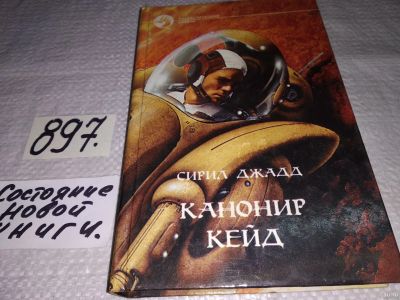 897.
Состояние
новой
книги.
СИРИЛ ДЖАДД
КАНОНИР
КЕЙД